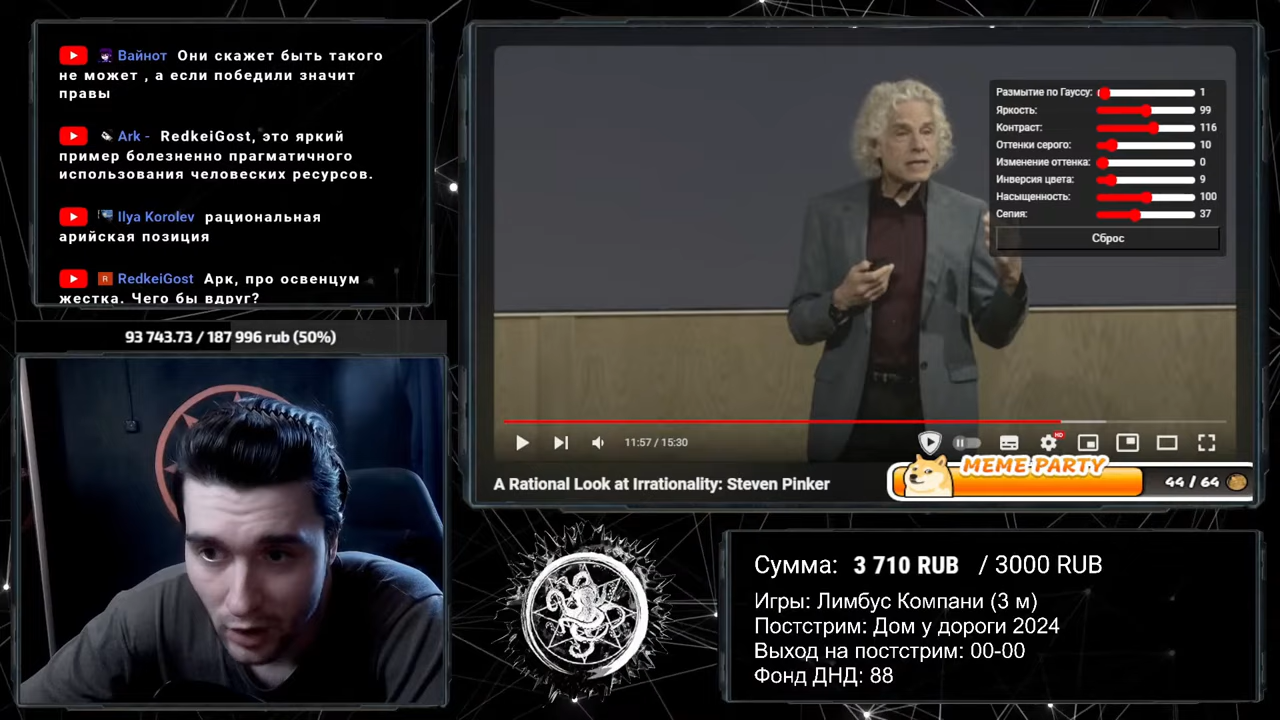 Вайнот Они скажет быть такого
не может , а если победили значит
правы
Ark - RedkeiGost, это яркий
пример болезненно прагматичного
использования человеских ресурсов.
Ilya Korolev рациональная
арийская позиция
R RedkeiGost Арк, про освенцум
жестка. Чего бы вдруг?
93 743.73 / 187 996 rub (50%)
Размытие по Гауссу: 1
Яркость: 99
Контраст: 116
Оттенки серого: 10
Изменение оттенка: 0
Инверсия цвета: 9
Насыщенность: 100
Сепия: 37
Сброс
11:57 / 15:30
HD
MEME PARTY
44 / 64
A Rational Look at Irrationality: Steven Pinker
Сумма: 3 710 RUB / 3000 RUB
Игры: Лимбус Компани (3 м)
Постстрим: Дом у дороги 2024
Выход на постстрим: 00-00
Фонд ДНД: 88